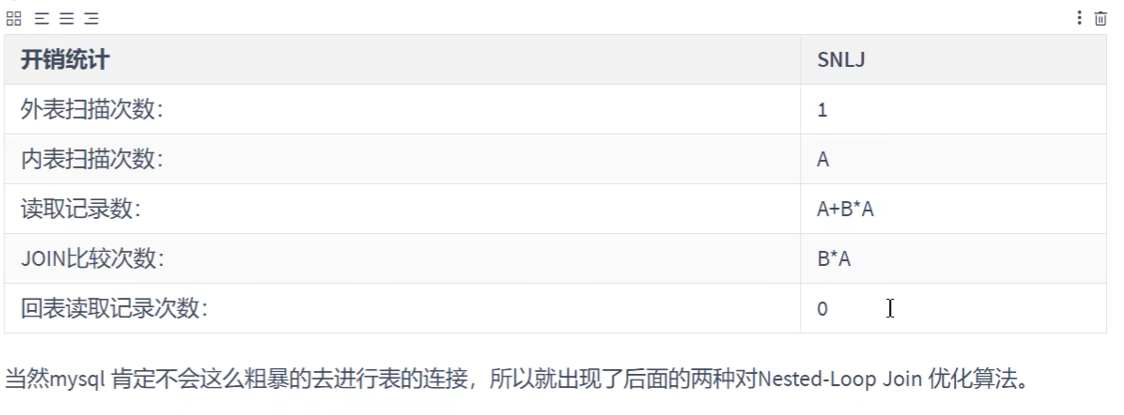 开销统计 SNLJ
外表扫描次数： 1
内表扫描次数： A
读取记录数： A+B*A
JOIN比较次数： B*A
回表读取记录次数： 0
当然mysql 肯定不会这么粗暴的去进行表的连接，所以就出现了后面的两种对Nested-Loop Join 优化算法。